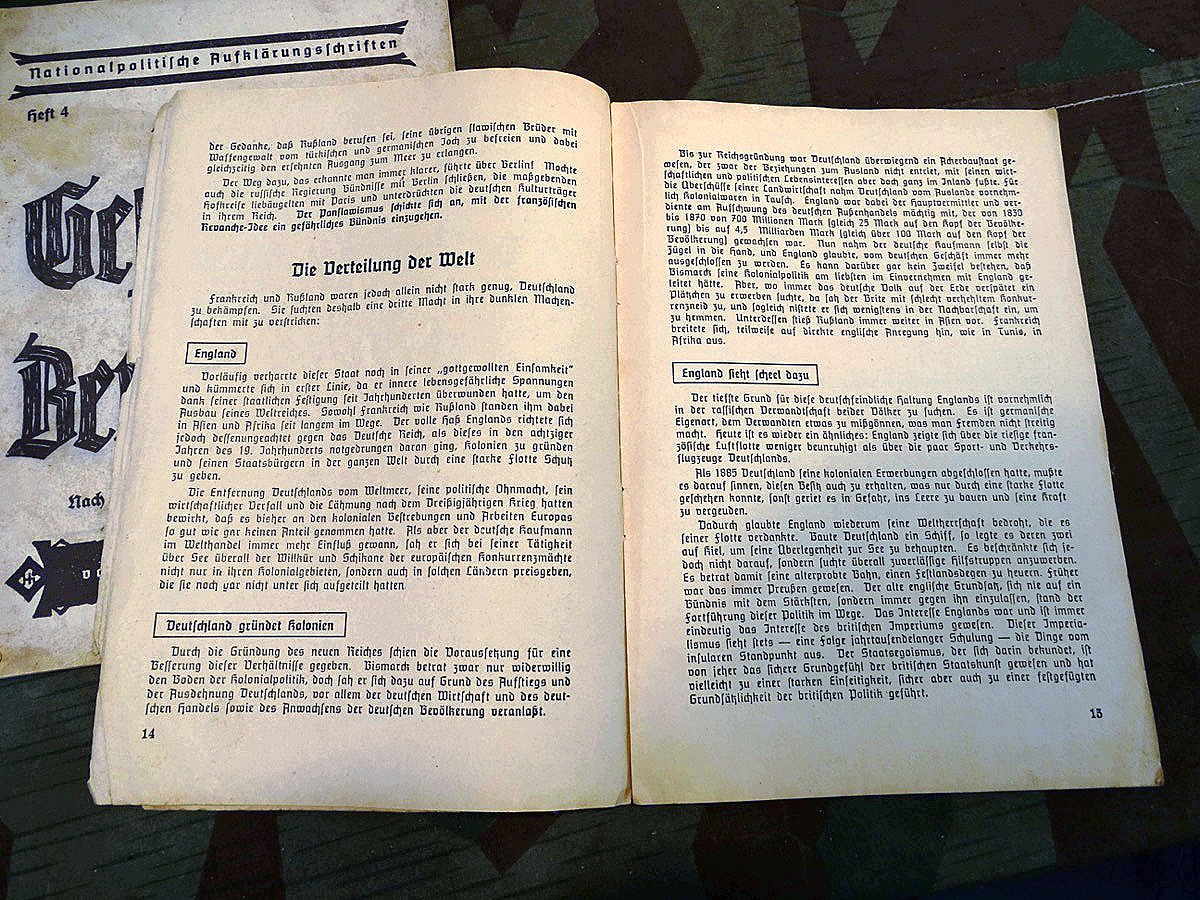 Nationalpolitische Aufklärungsschriften
Heft 4
Ge
Be
Nach
der Gedanke, daß Rußland berufen sei, seine übrigen slawischen Brüder mit
Waffengewalt vom türkischen und germanischen Joch zu befreien und dabei
gleichzeitig den ersehnten Ausgang zum Meer zu erlangen.
Der Weg dazu, das erkannte man immer klarer, führte über Berlin! Mochte
auch die russische Regierung Bündnisse mit Berlin schließen, die maßgebenden
Hofkreise liebäugelten mit Paris und unterdrückten die deutschen Kulturträger
in ihrem Reich. Der Panslawismus schickte sich an, mit der französischen
Revanche-Idee ein gefährliches Bündnis einzugehen.
Die Verteilung der Welt
Frankreich und Rußland waren jedoch allein nicht stark genug, Deutschland
zu bekämpfen. Sie suchten deshalb eine dritte Macht in ihre dunklen Machen-
schaften mit zu verstricken:
England
Vorläufig verharrte dieser Staat noch in seiner „gottgewollten Einsamkeit"
und kümmerte sich in erster Linie, da er innere lebensgefährliche Spannungen
dank seiner staatlichen Festigung seit Jahrhunderten überwunden hatte, um den
Ausbau seines Weltreiches. Sowohl Frankreich wie Rußland standen ihm dabei
in Asien und Afrika seit langem im Wege. Der volle Haß Englands richtete sich
jedoch dessenungeachtet gegen das Deutsche Reich, als dieses in den achtziger
Jahren des 19. Jahrhunderts notgedrungen daran ging, Kolonien zu gründen
und seinen Staatsbürgern in der ganzen Welt durch eine starke Flotte Schutz
zu geben.
Die Entfernung Deutschlands vom Weltmeer, seine politische Ohnmacht, sein
wirtschaftlicher Verfall und die Lähmung nach dem Dreißigjährigen Krieg hatten
bewirkt, daß es bisher an den kolonialen Bestrebungen und Arbeiten Europas
so gut wie gar keinen Anteil genommen hatte. Als aber der deutsche Kaufmann
im Welthandel immer mehr Einfluß gewann, sah er sich bei seiner Tätigkeit
über See überall der Willkür und Schikane der europäischen Konkurrenzmächte
nicht nur in ihren Kolonialgebieten, sondern auch in solchen Ländern preisgeben,
die sie noch gar nicht unter sich aufgeteilt hatten.
Deutschland gründet Kolonien
Durch die Gründung des neuen Reiches schien die Voraussetzung für eine
Besserung dieser Verhältnisse gegeben. Bismarck betrat zwar nur widerwillig
den Boden der Kolonialpolitik, doch sah er sich dazu auf Grund des Aufstiegs und
der Ausdehnung Deutschlands, vor allem der deutschen Wirtschaft und des deut-
schen Handels sowie des Anwachsens der deutschen Bevölkerung veranlaßt.
14
Bis zur Reichsgründung war Deutschland überwiegend ein Ackerbaustaat ge-
wesen, der zwar der Beziehungen zum Ausland nicht entriet, mit seinen wirt-
schaftlichen und politischen Lebensinteressen aber doch ganz im Inland fußte. Für
die Überschüsse seiner Landwirtschaft nahm Deutschland vom Auslande vornehm-
lich Kolonialwaren in Tausch. England war dabei der Hauptvermittler und ver-
diente am Aufschwung des deutschen Außenhandels mächtig mit, der von 1830
bis 1870 von 700 Millionen Mark (gleich 25 Mark auf den Kopf der Bevölke-
rung) bis auf 4,5 Milliarden Mark (gleich über 100 Mark auf den Kopf der
Bevölkerung) gewachsen war. Nun nahm der deutsche Kaufmann selbst die
Zügel in die Hand, und England glaubte, vom deutschen Geschäft immer mehr
ausgeschlossen zu werden. Es kann darüber gar kein Zweifel bestehen, daß
Bismarck seine Kolonialpolitik am liebsten im Einvernehmen mit England ge-
leitet hätte. Aber, wo immer das deutsche Volk auf der Erde verspätet ein
Plätzchen zu erwerben suchte, da sah der Brite mit schlecht verhehltem Konkur-
renzneid zu, und sogleich nistete er sich wenigstens in der Nachbarschaft ein, um
zu hemmen. Unterdessen stieß Rußland immer weiter in Asien vor. Frankreich
breitete sich, teilweise auf direkte englische Anregung hin, wie in Tunis, in
Afrika aus.
England sieht scheel dazu
Der tiefste Grund für diese deutschfeindliche Haltung Englands ist vornehmlich
in der rassischen Verwandtschaft beider Völker zu suchen. Es ist germanische
Eigenart, dem Verwandten etwas zu mißgönnen, was man Fremden nicht streitig
macht. Heute ist es wieder ein ähnliches: England zeigte sich über die riesige fran-
zösische Luftflotte weniger beunruhigt als über die paar Sport- und Verkehrs-
flugzeuge Deutschlands.
Als 1885 Deutschland seine kolonialen Erwerbungen abgeschlossen hatte, mußte
es darauf sinnen, diesen Besitz auch zu erhalten, was nur durch eine starke Flotte
geschehen konnte, sonst geriet es in Gefahr, ins Leere zu bauen und seine Kraft
zu vergeuden.
Dadurch glaubte England wiederum seine Weltherrschaft bedroht, die es
seiner Flotte verdankte. Baute Deutschland ein Schiff, so legte es deren zwei
auf Kiel, um seine Überlegenheit zur See zu behaupten. Es beschränkte sich je-
doch nicht darauf, sondern suchte überall zuverlässige Hilfstruppen anzuwerben.
Es betrat damit seine alterprobte Bahn, einen Festlandsdegen zu heuern. Früher
war das immer Preußen gewesen. Der alte englische Grundsatz, sich nie auf ein
Bündnis mit dem Stärksten, sondern immer gegen ihn einzulassen, stand der
Fortführung dieser Politik im Wege. Das Interesse Englands war und ist immer
eindeutig das Interesse des britischen Imperiums gewesen. Dieser Imperia-
lismus sieht stets — eine Folge jahrtausendelanger Schulung — die Dinge vom
insularen Standpunkt aus. Der Staatsegoismus, der sich darin bekundet, ist
von jeher das sichere Grundgefühl der britischen Staatskunst gewesen und hat
vielleicht zu einer starken Einseitigkeit, sicher aber auch zu einer festgefügten
Grundsätzlichkeit der britischen Politik geführt.
15